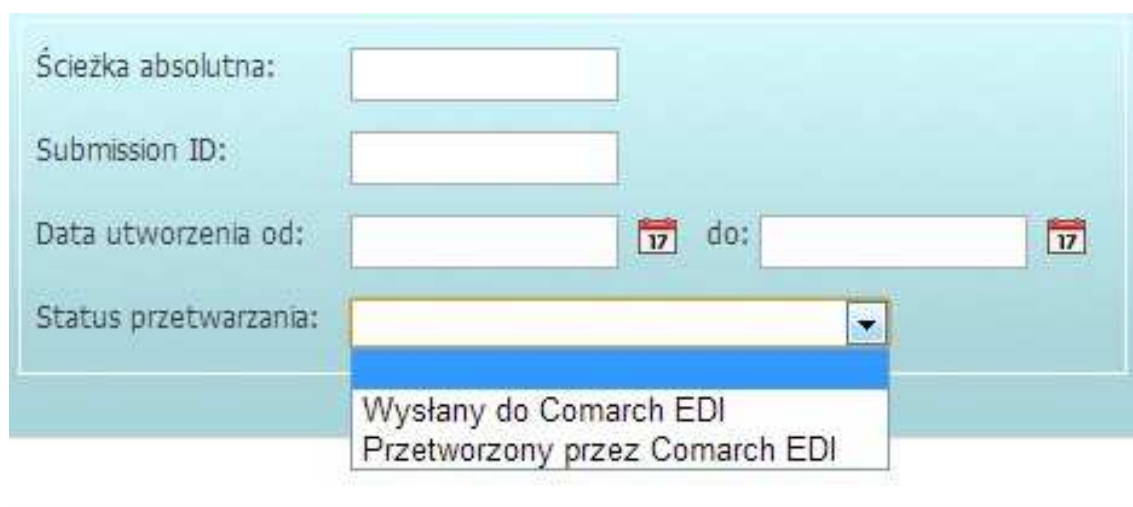 Ścieżka absolutna:
Submission ID:
Data utworzenia od: 17 do: 17
Status przetwarzania:
Wysłany do Comarch EDI
Przetworzony przez Comarch EDI